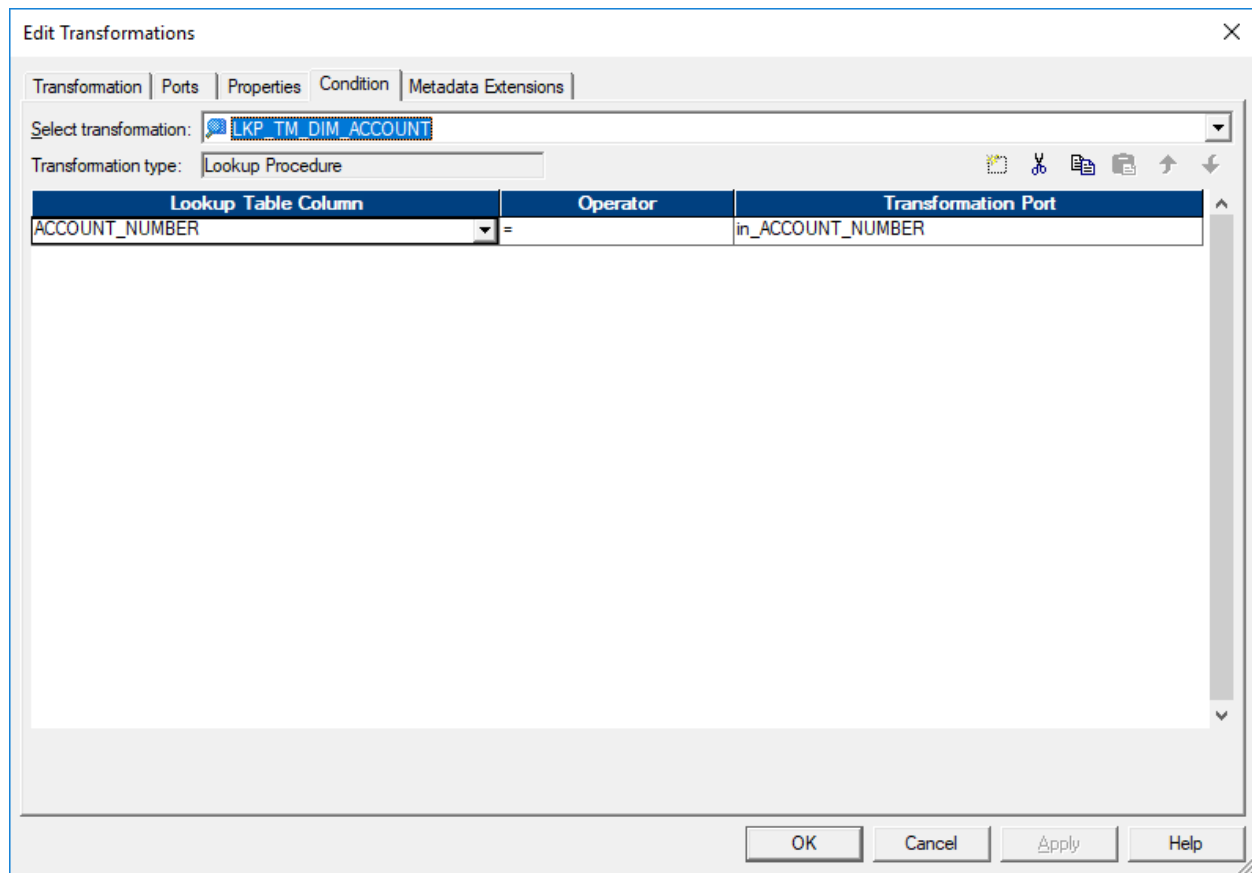 Edit Transformations
Transformation Ports Properties Condition Metadata Extensions
Select transformation: LKP_TM_DIM_ACCOUNT
Transformation type: Lookup Procedure
Lookup Table Column Operator Transformation Port
ACCOUNT_NUMBER = in_ACCOUNT_NUMBER
OK Cancel Apply Help